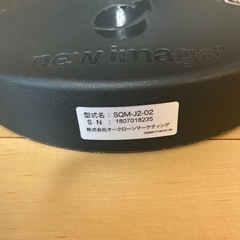 new image
型式名：SQM-J2-02
SN：1807018235
株式会社オークローンマーケティング